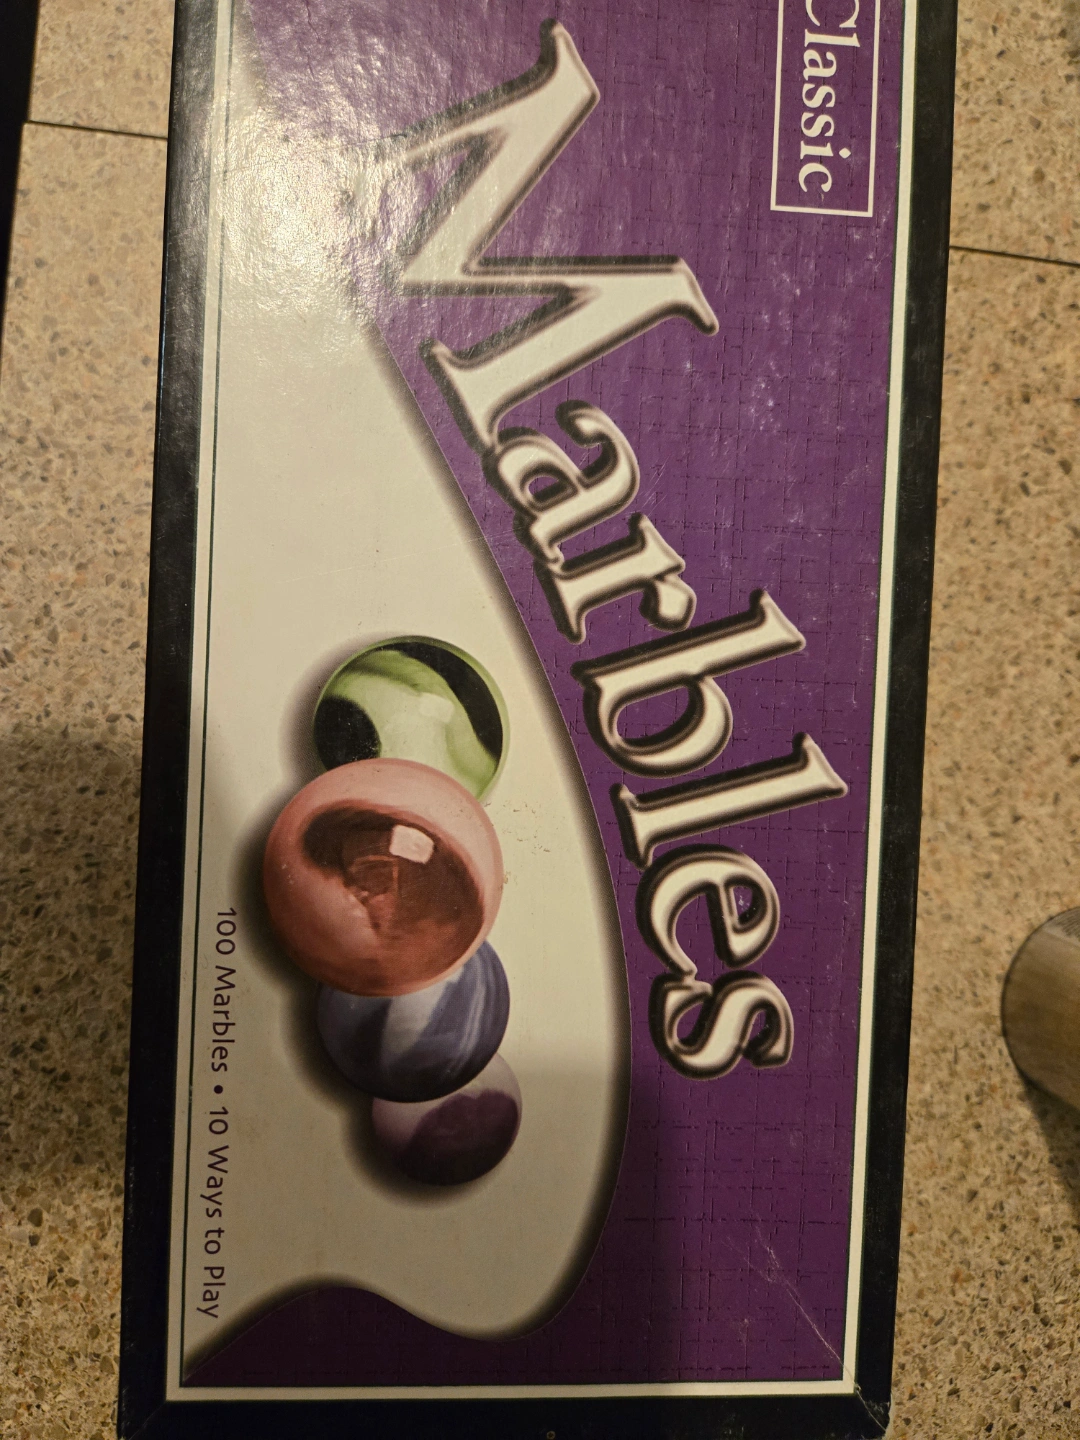 Classic
Marbles
100 Marbles • 10 Ways to Play